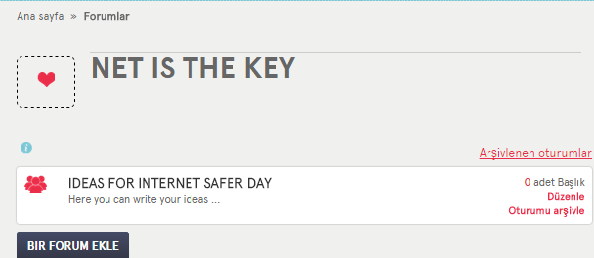 Ana sayfa » Forumlar
NET IS THE KEY
Arşivlenen oturumlar
IDEAS FOR INTERNET SAFER DAY
0 adet Başlık
Here you can write your iceas ...
Düzenle
Oturumu arşivle
BIR FORUM EKLE